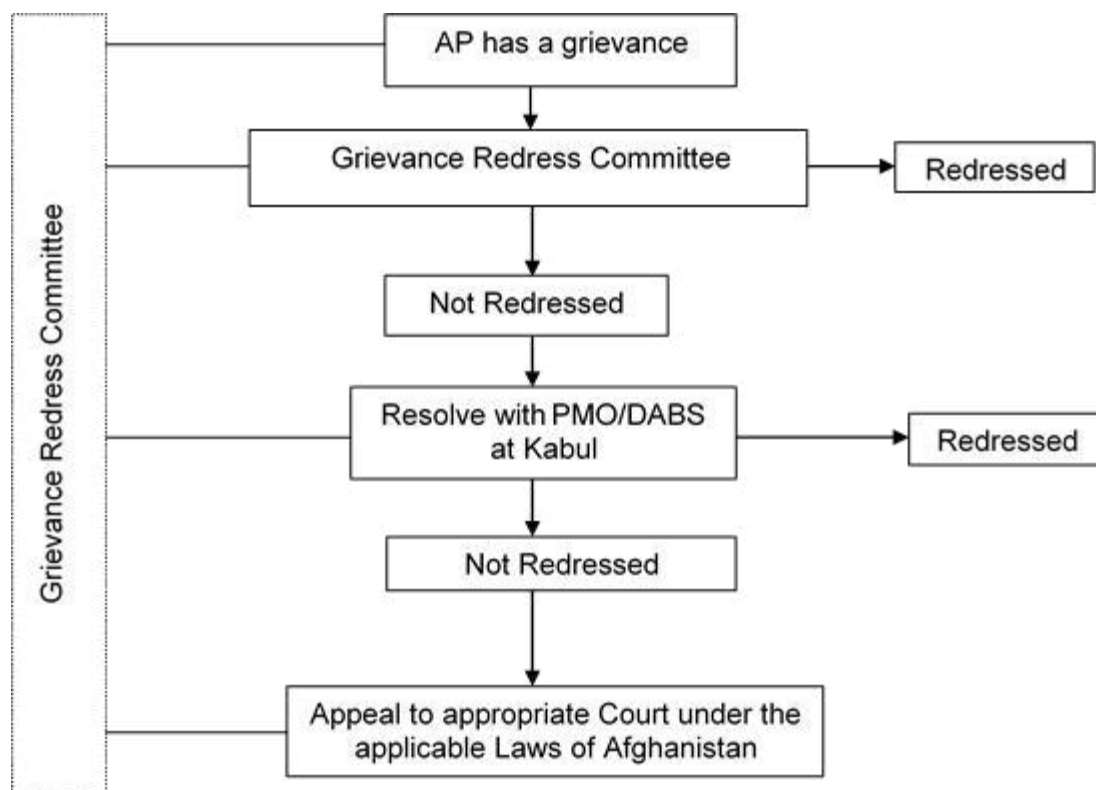 Grievance Redress Committee
AP has a grievance
Grievance Redress Committee
Redressed
Not Redressed
Resolve with PMO/DABS
at Kabul
Redressed
Not Redressed
Appeal to appropriate Court under the
applicable Laws of Afghanistan